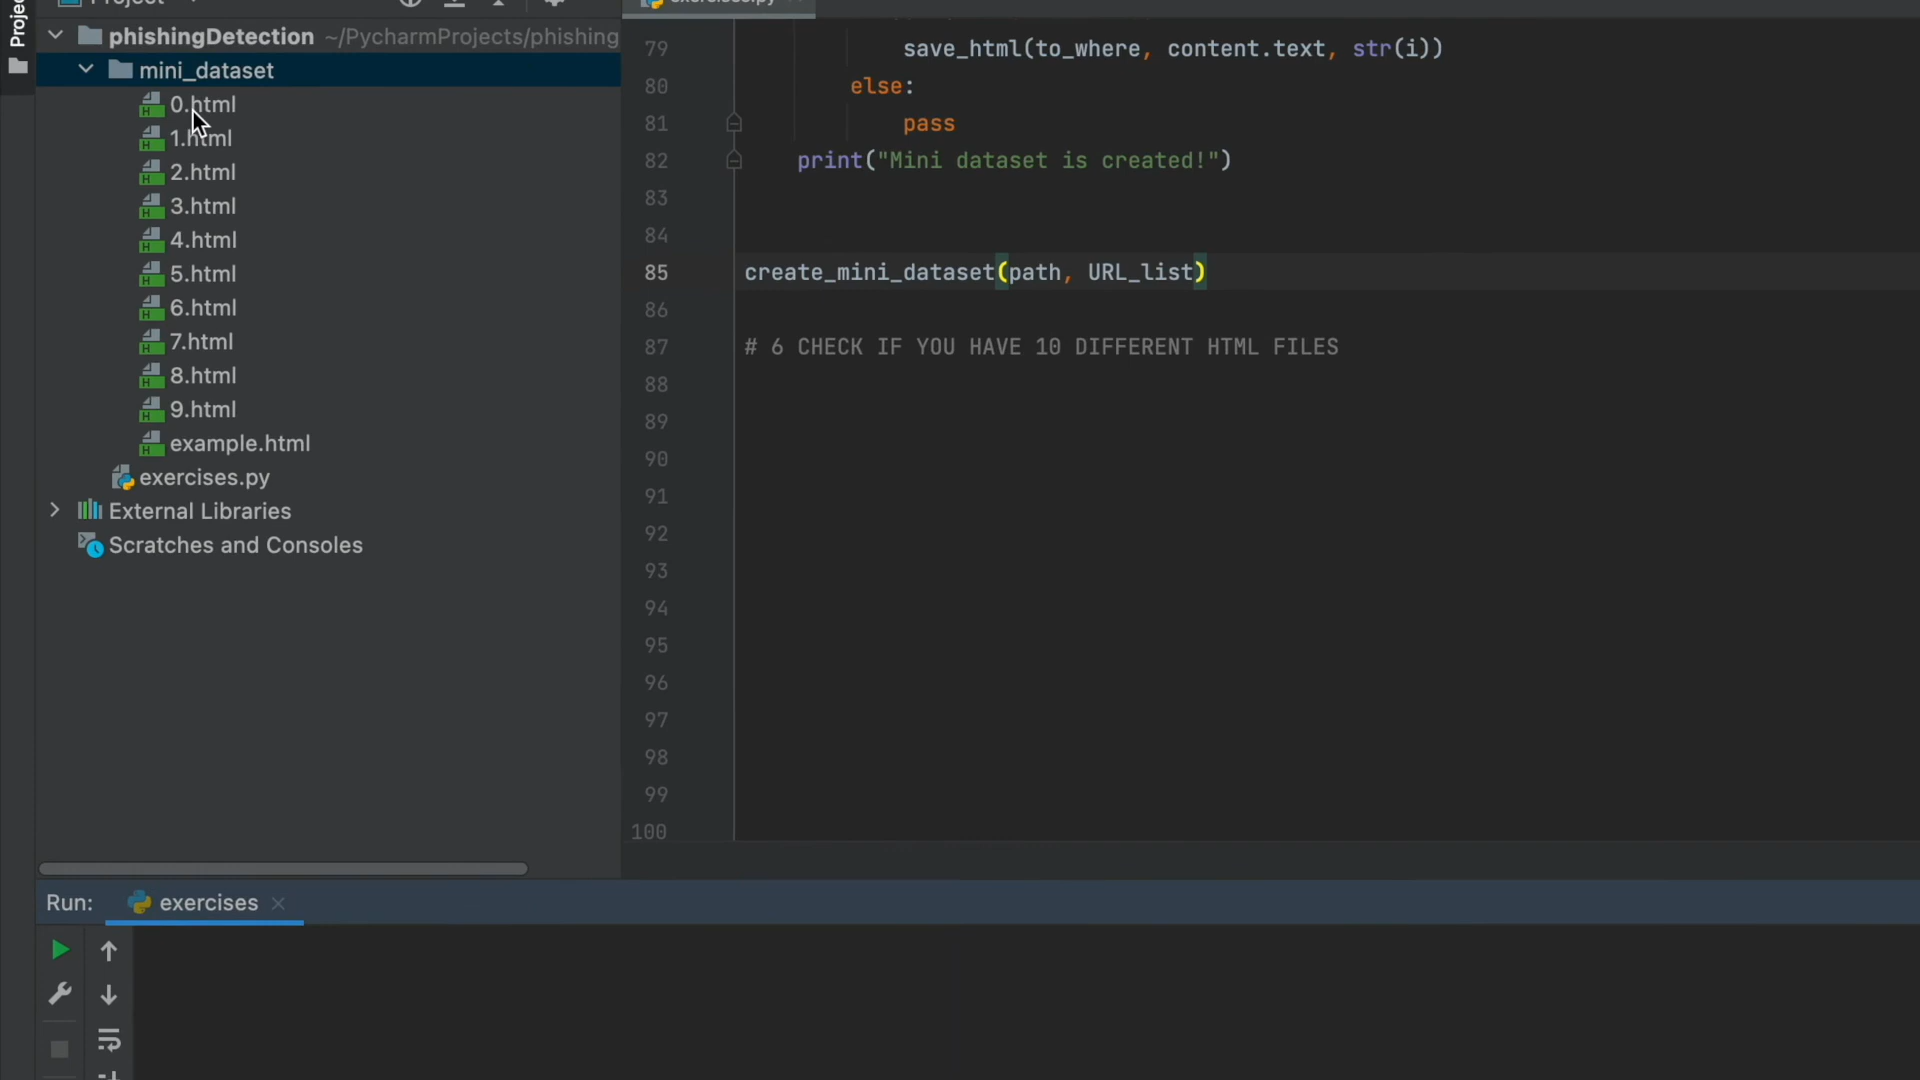 Project
exercises.py
Project
phishingDetection ~/PycharmProjects/phishing
mini_dataset
0.html
1.html
2.html
3.html
4.html
5.html
6.html
7.html
8.html
9.html
example.html
exercises.py
External Libraries
Scratches and Consoles
79 save_html(to_where, content.text, str(i))
80 else:
81 pass
82 print("Mini dataset is created!")
83
84
85 create_mini_dataset(path, URL_list)
86
87 # 6 CHECK IF YOU HAVE 10 DIFFERENT HTML FILES
88
89
90
91
92
93
94
95
96
97
98
99
100
Run: exercises